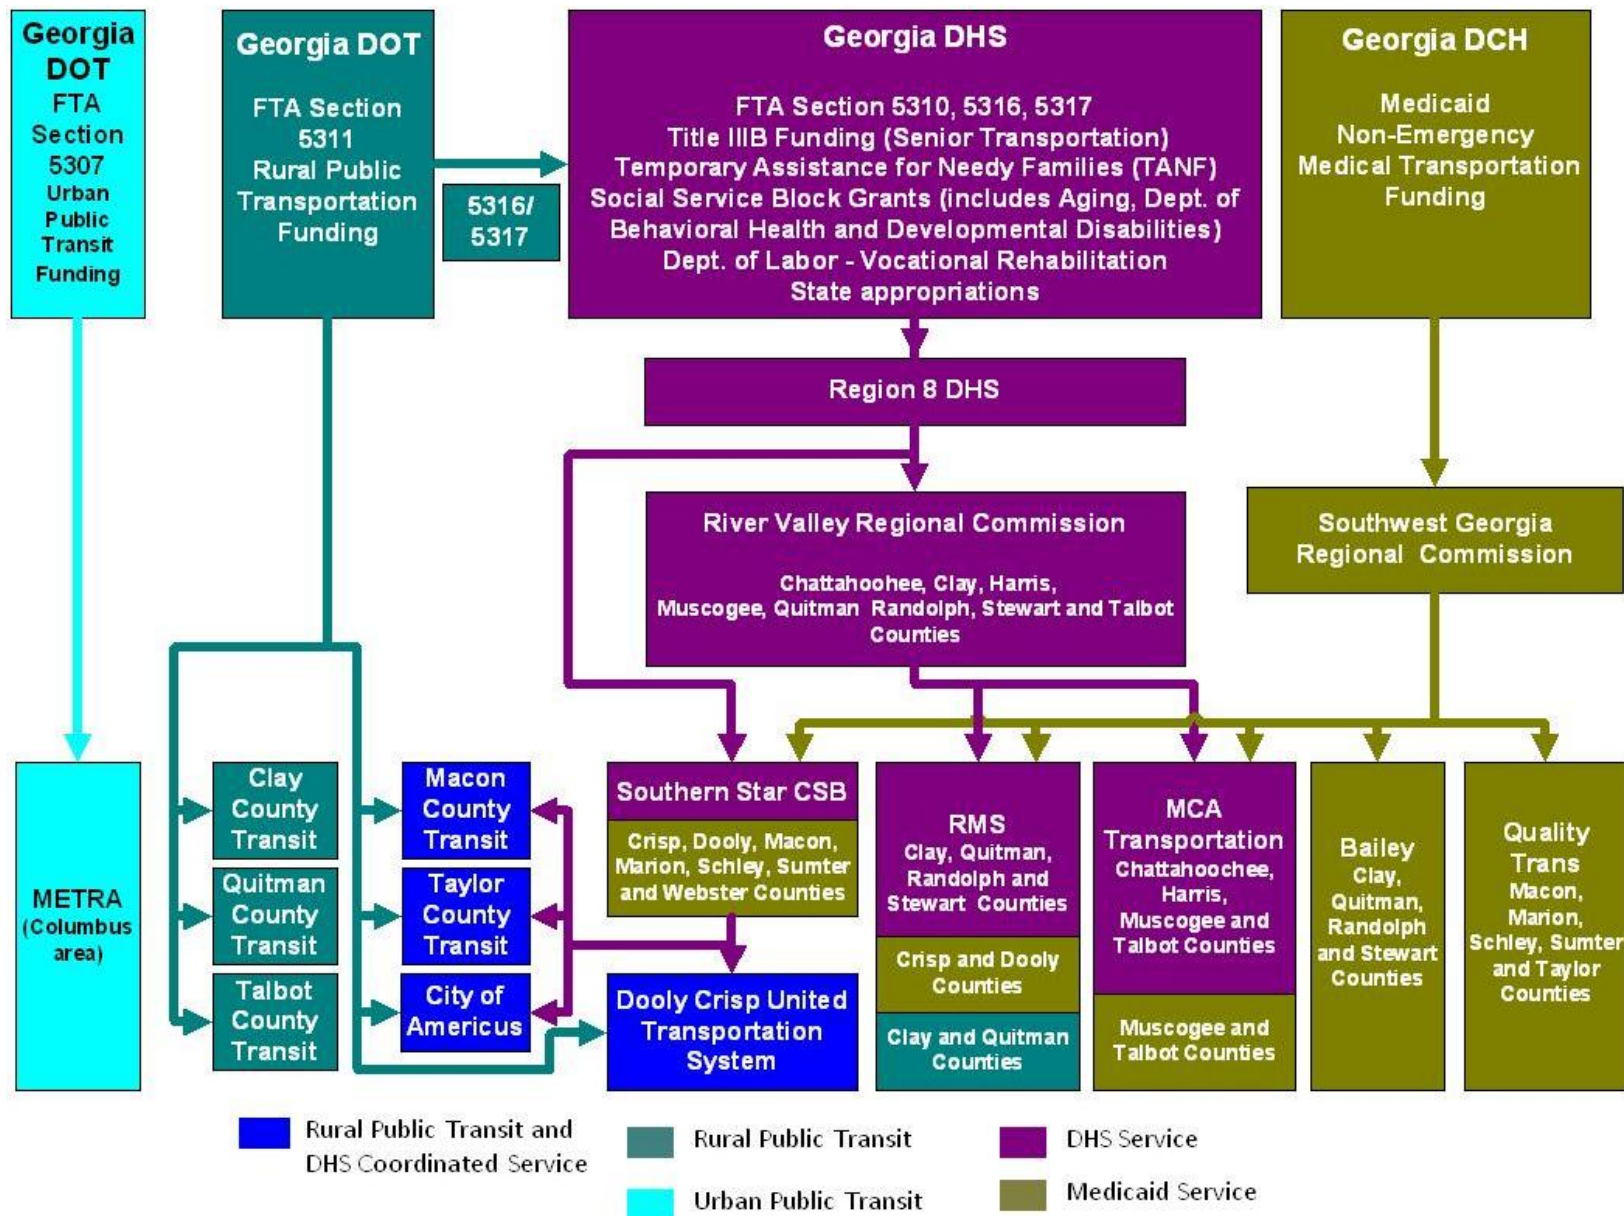 Georgia
DOT
FTA
Section
5307
Urban
Public
Transit
Funding
Georgia DOT
FTA Section
5311
Rural Public
Transportation
Funding
5316/
5317
Georgia DHS
FTA Section 5310, 5316, 5317
Title IIIB Funding (Senior Transportation)
Temporary Assistance for Needy Families (TANF)
Social Service Block Grants (includes Aging, Dept. of
Behavioral Health and Developmental Disabilities)
Dept. of Labor - Vocational Rehabilitation
State appropriations
Georgia DCH
Medicaid
Non-Emergency
Medical Transportation
Funding
Region 8 DHS
River Valley Regional Commission
Chattahoohee, Clay, Harris,
Muscogee, Quitman Randolph, Stewart and Talbot
Counties
Southwest Georgia
Regional Commission
METRA
(Columbus
area)
Clay
County
Transit
Quitman
County
Transit
Talbot
County
Transit
Macon
County
Transit
Taylor
County
Transit
City of
Americus
Southern Star CSB
Crisp, Dooly, Macon,
Marion, Schley, Sumter
and Webster Counties
Dooly Crisp United
Transportation
System
RMS
Clay, Quitman,
Randolph and
Stewart Counties
Crisp and Dooly
Counties
Clay and Quitman
Counties
MCA
Transportation
Chattahoochee,
Harris,
Muscogee and
Talbot Counties
Muscogee and
Talbot Counties
Bailey
Clay,
Quitman,
Randolph
and Stewart
Counties
Quality
Trans
Macon,
Marion,
Schley, Sumter
and Taylor
Counties
Rural Public Transit and
DHS Coordinated Service
Rural Public Transit
Urban Public Transit
DHS Service
Medicaid Service